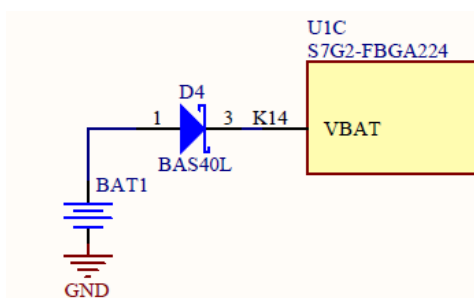 U1C
S7G2-FBGA224
D4
1
3
K14
VBAT
BAS40L
BAT1
GND